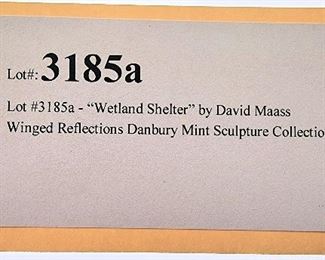 Lot#: 3185a
Lot #3185a - “Wetland Shelter” by David Maass
Winged Reflections Danbury Mint Sculpture Collectio